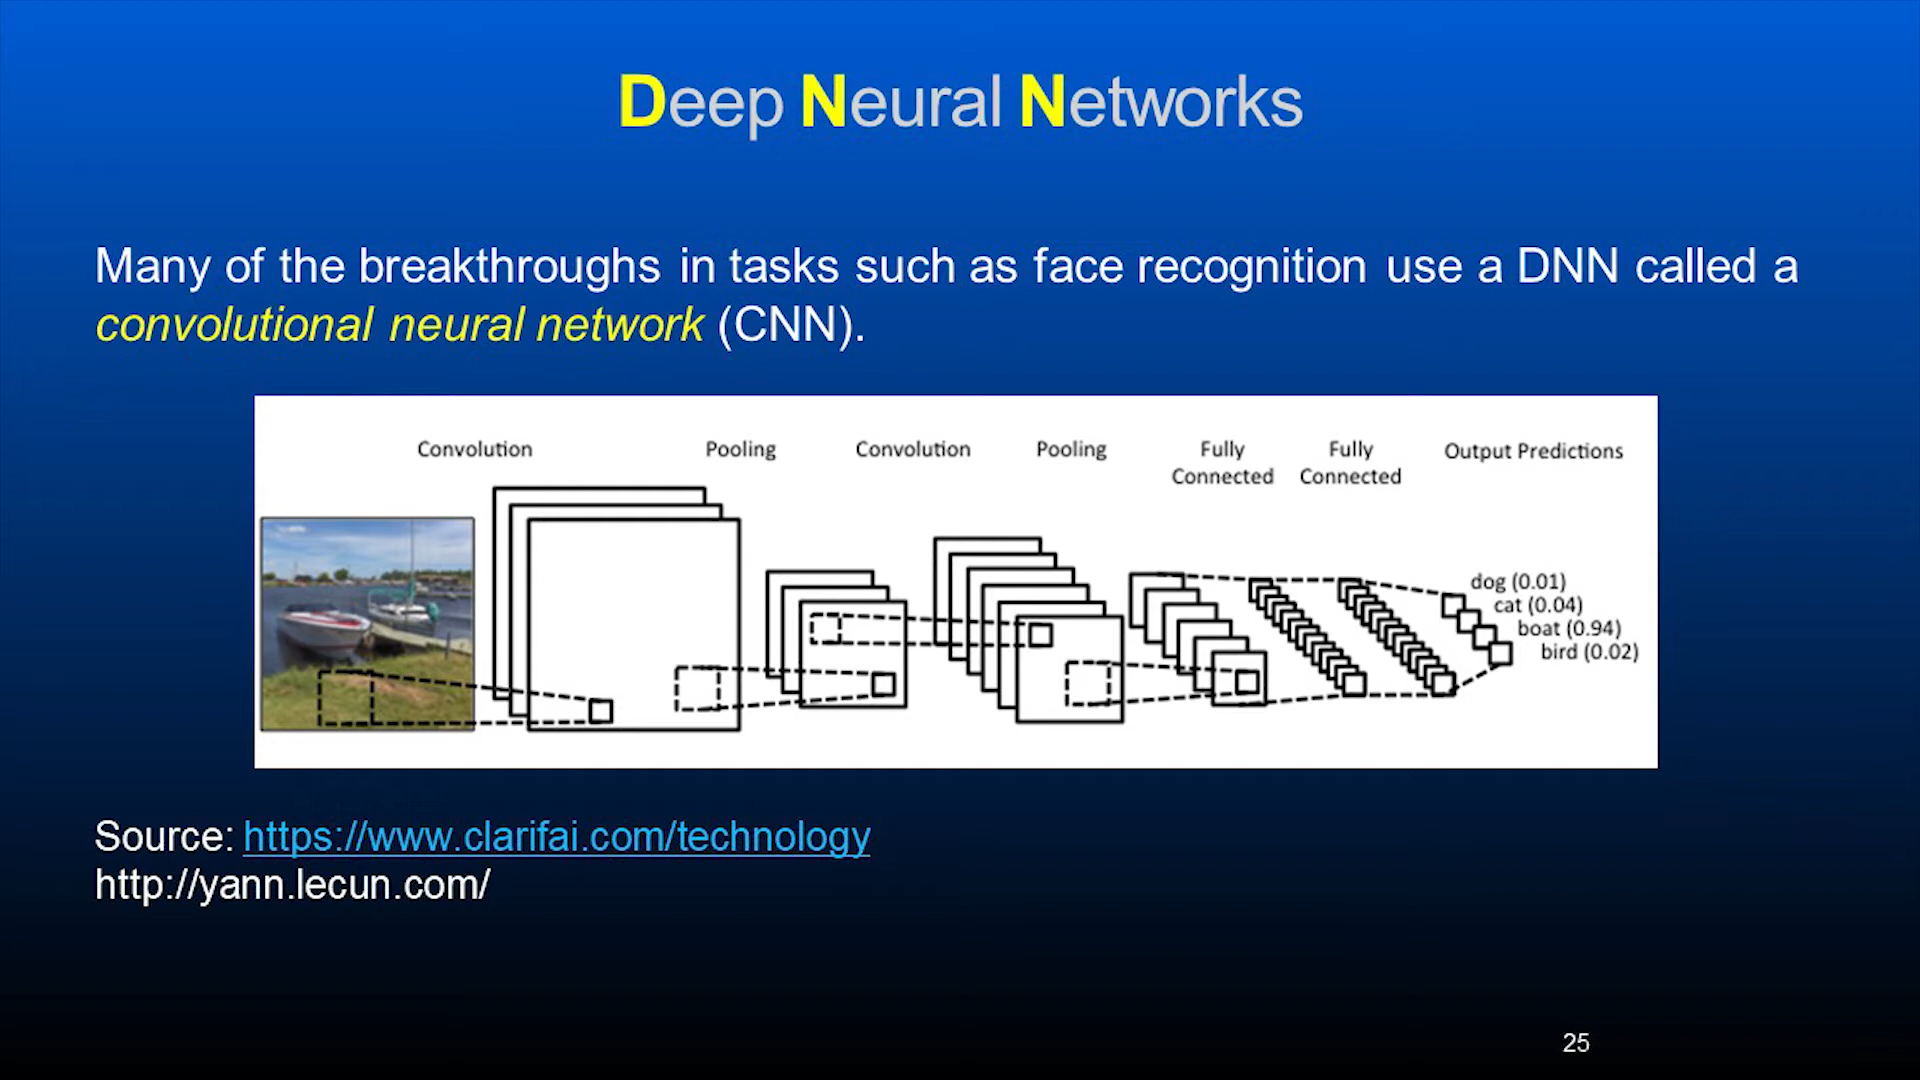 Deep Neural Networks
Many of the breakthroughs in tasks such as face recognition use a DNN called a
convolutional neural network (CNN).
Convolution Pooling Convolution Pooling Fully Connected Fully Connected Output Predictions
dog (0.01)
cat (0.04)
boat (0.94)
bird (0.02)
Source: https://www.clarifai.com/technology
http://yann.lecun.com/
25